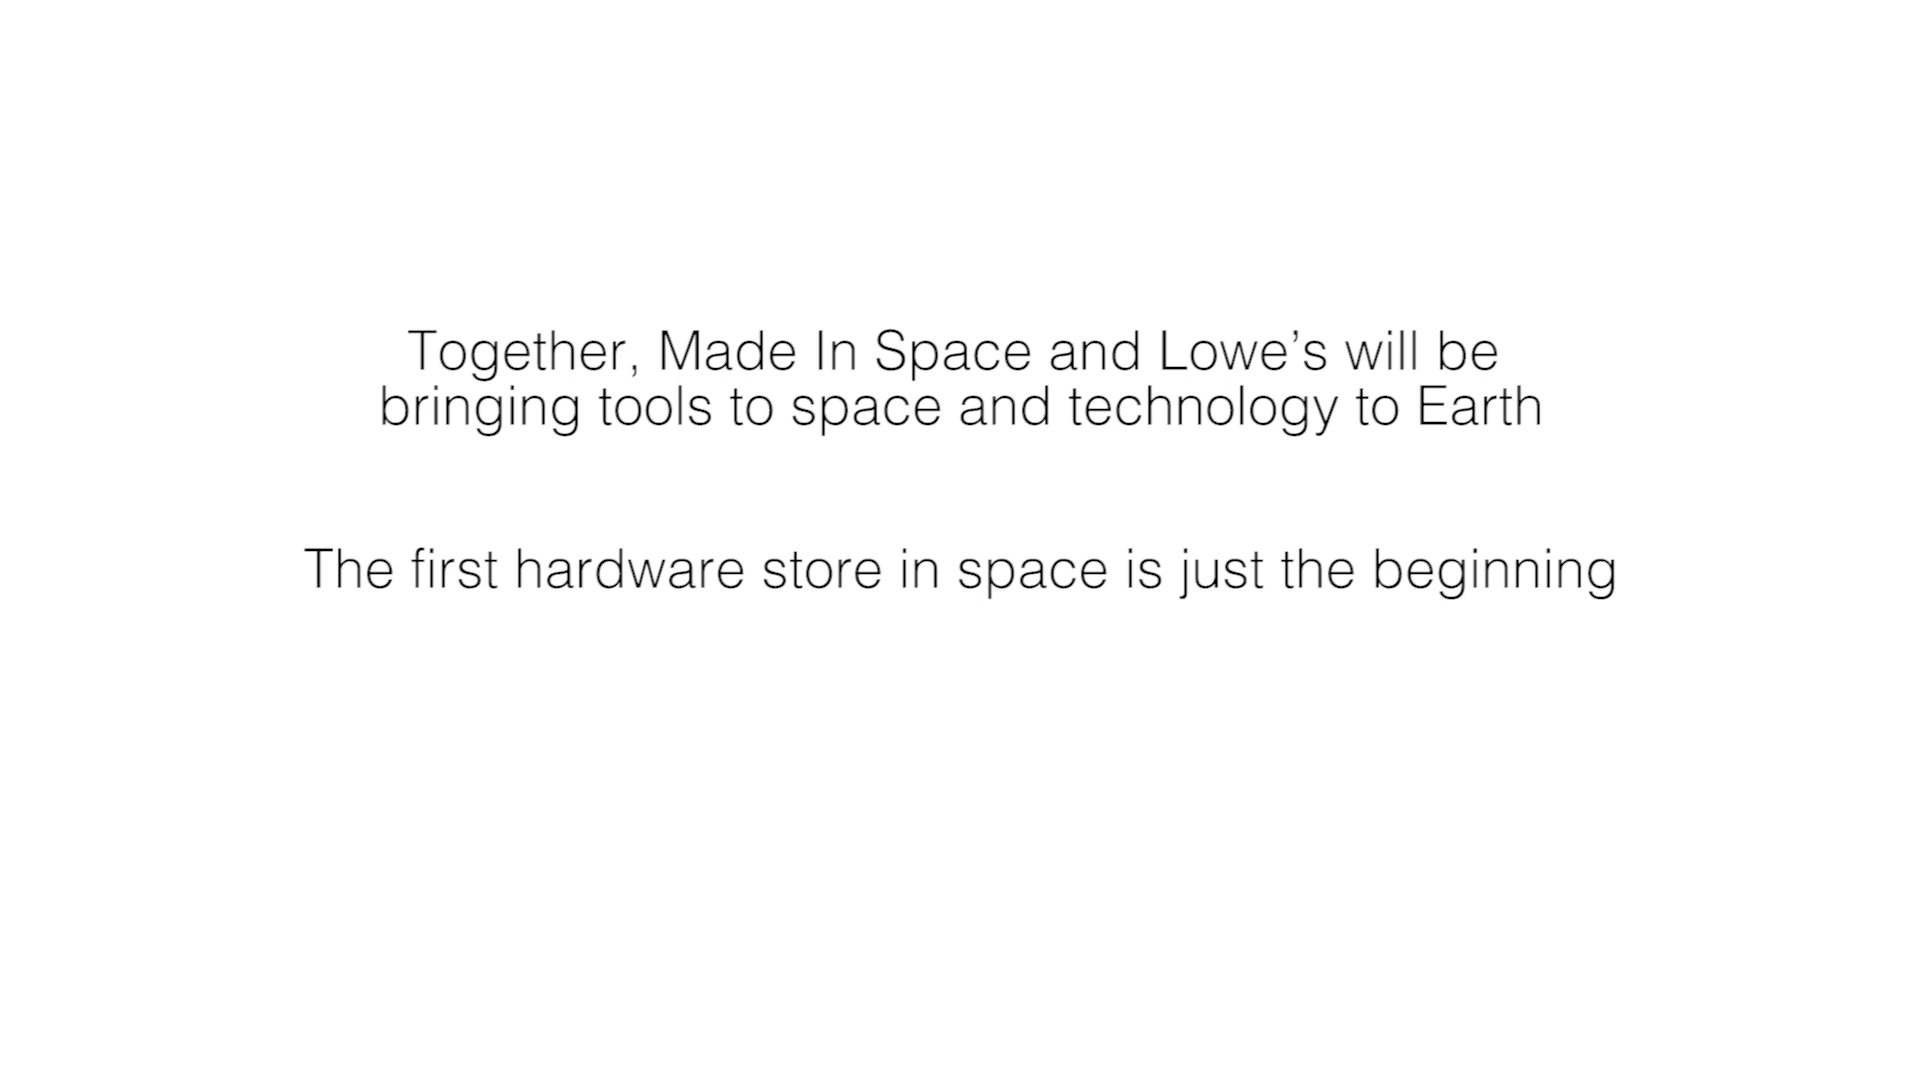 Together, Made In Space and Lowe’s will be
bringing tools to space and technology to Earth
The first hardware store in space is just the beginning